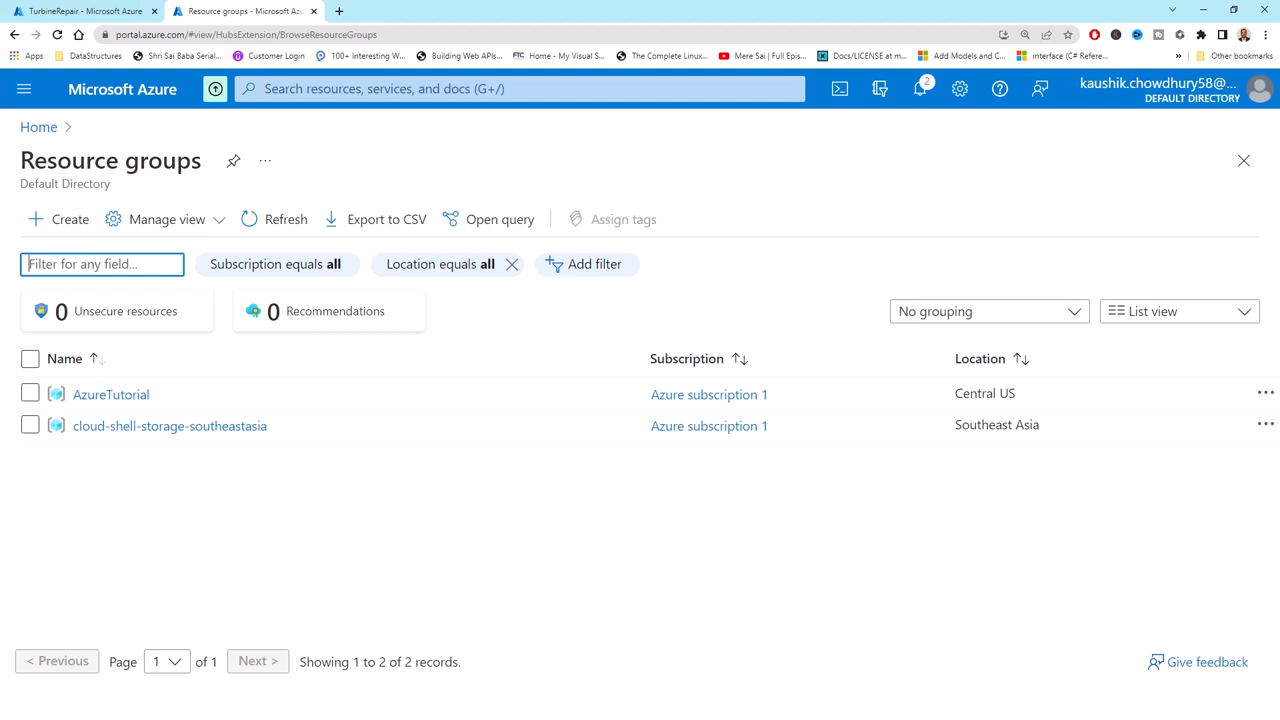 TurbineRepair - Microsoft Azure
Resource groups - Microsoft Azu
portal.azure.com/#view/HubsExtension/BrowseResourceGroups
Apps
DataStructures
Shri Sai Baba Serial...
Customer Login
100+ Interesting W...
Building Web APIs...
FTC Home - My Visual S...
The Complete Linux...
Mere Sai | Full Epis...
Docs/LICENSE at m...
Add Models and C...
interface (C# Refere...
»
Other bookmarks
Microsoft Azure
Search resources, services, and docs (G+/)
2
kaushik.chowdhury58@...
DEFAULT DIRECTORY
Home >
Resource groups
...
Default Directory
Create
Manage view
Refresh
Export to CSV
Open query
Assign tags
Filter for any field...
Subscription equals all
Location equals all
Add filter
0 Unsecure resources
0 Recommendations
No grouping
List view
Name
Subscription
Location
AzureTutorial
Azure subscription 1
Central US
cloud-shell-storage-southeastasia
Azure subscription 1
Southeast Asia
< Previous
Page 1 of 1
Next >
Showing 1 to 2 of 2 records.
Give feedback